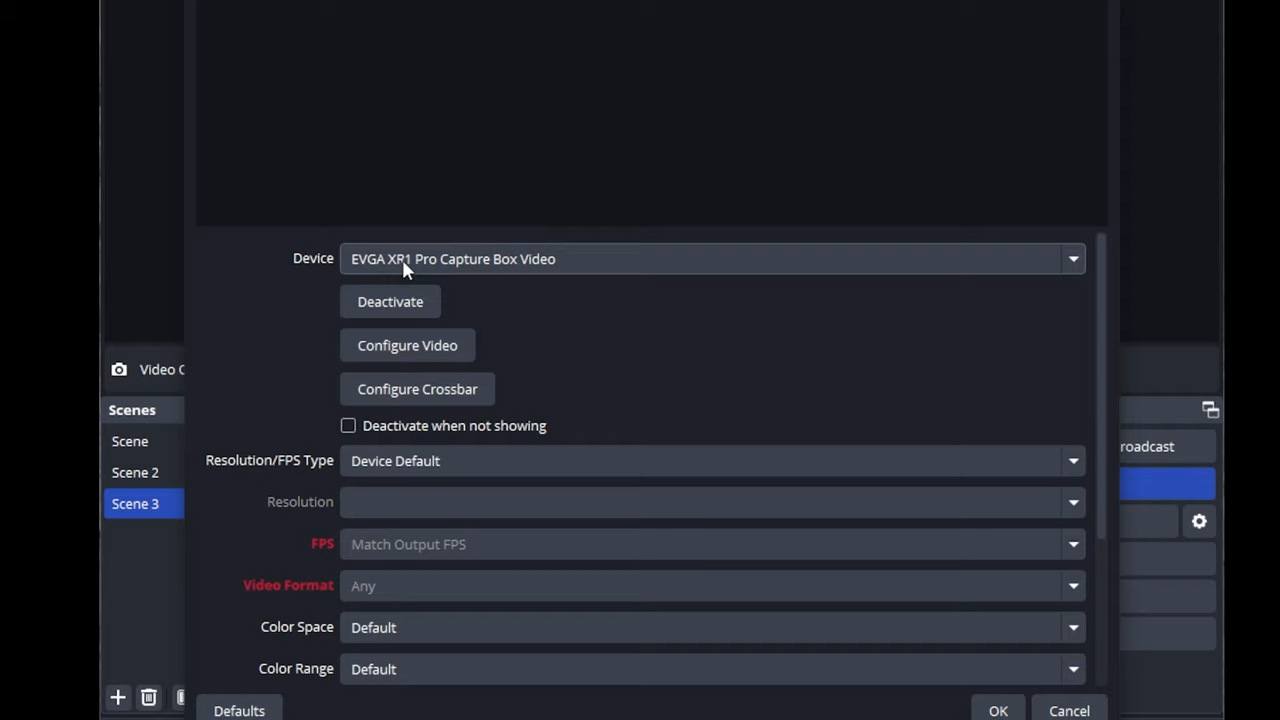 Device EVGA XR1 Pro Capture Box Video
Deactivate
Configure Video
Configure Crossbar
Deactivate when not showing
Resolution/FPS Type Device Default
Resolution
FPS Match Output FPS
Video Format Any
Color Space Default
Color Range Default
Defaults OK Cancel
Video C
Scenes
Scene
Scene 2
Scene 3
roadcast